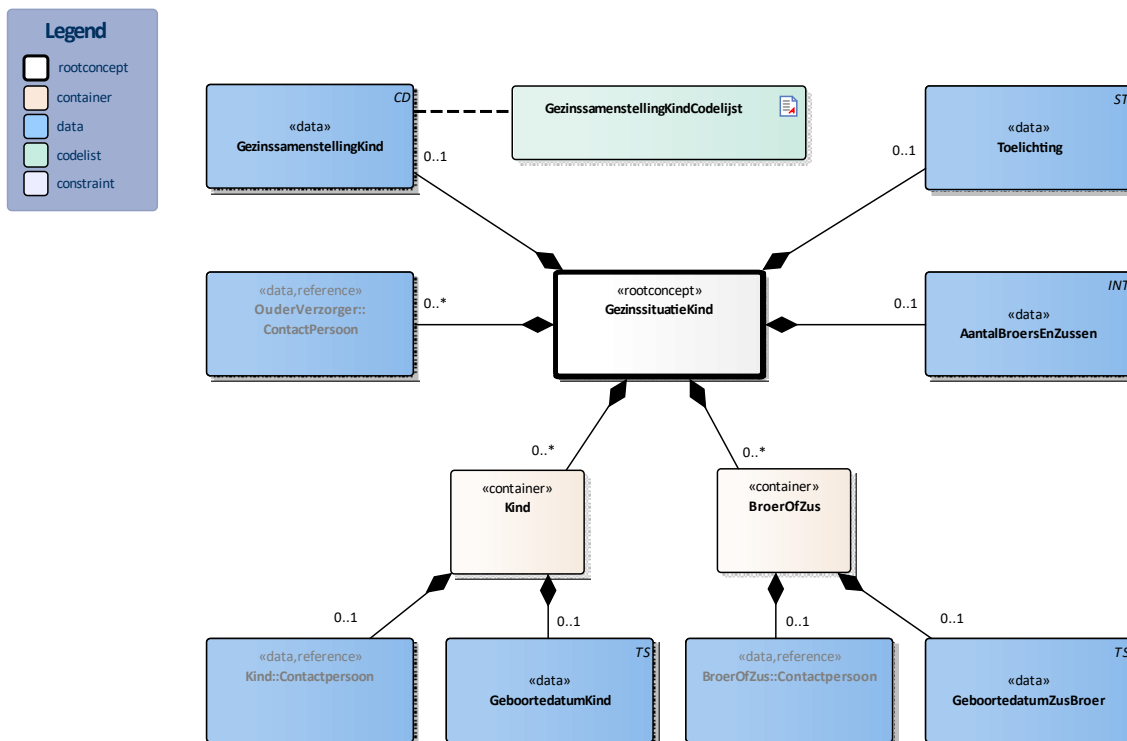 Legend
rootconcept
container
data
codelist
constraint
CD
«data»
GezinssamenstellingKind
0..1
GezinssamenstellingKindCodelijst
ST
«data»
Toelichting
0..1
«data,reference»
OuderVerzorger::
ContactPersoon
0..*
«rootconcept»
GezinssituatieKind
INT
«data»
AantalBroersEnZussen
0..1
0..*
«container»
Kind
0..*
«container»
BroerOfZus
0..1
«data,reference»
Kind::Contactpersoon
0..1
TS
«data»
GeboortedatumKind
0..1
«data,reference»
BroerOfZus::Contactpersoon
0..1
TS
«data»
GeboortedatumZusBroer